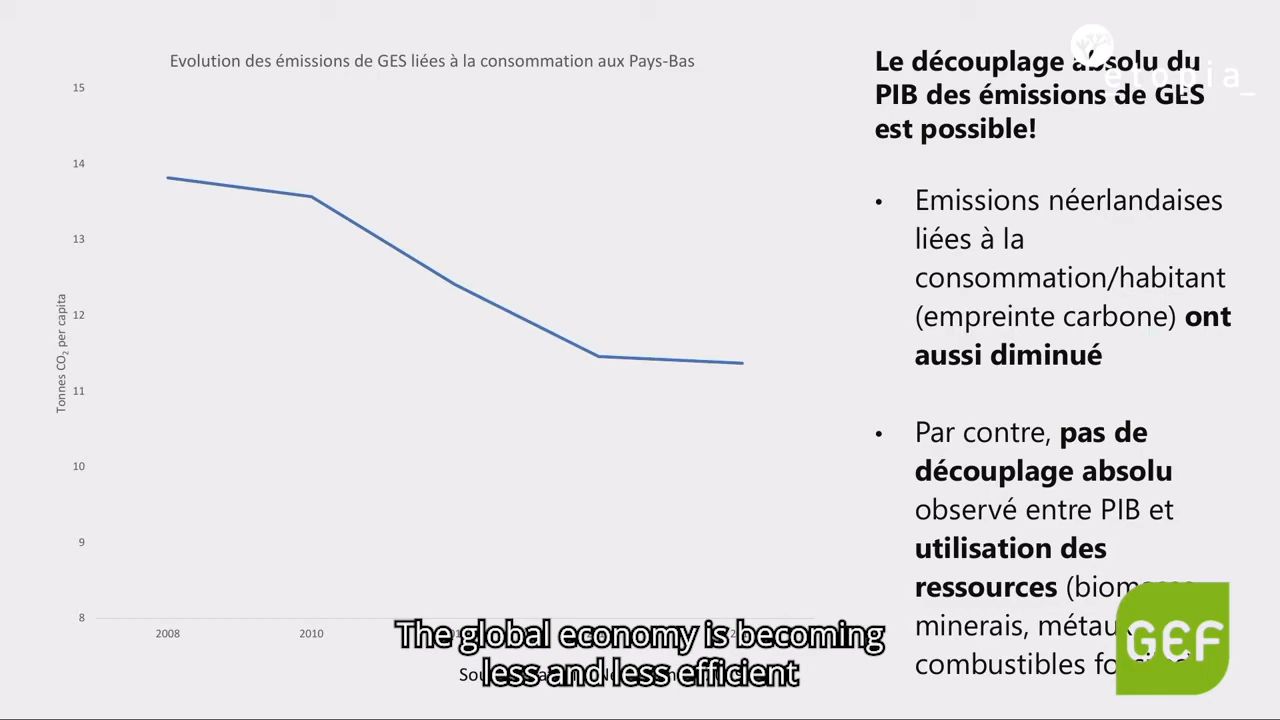 Evolution des émissions de GES liées à la consommation aux Pays-Bas
15
14
13
12
11
10
9
8
Tonnes CO₂ per capita
2008
2010
Le découplage absolu du
PIB des émissions de GES
est possible!
_etopia_
• Emissions néerlandaises
liées à la
consommation/habitant
(empreinte carbone) ont
aussi diminué
• Par contre, pas de
découplage absolu
observé entre PIB et
utilisation des
ressources
minerais,
combustibles
GEF
The global economy is becoming
less and less efficient